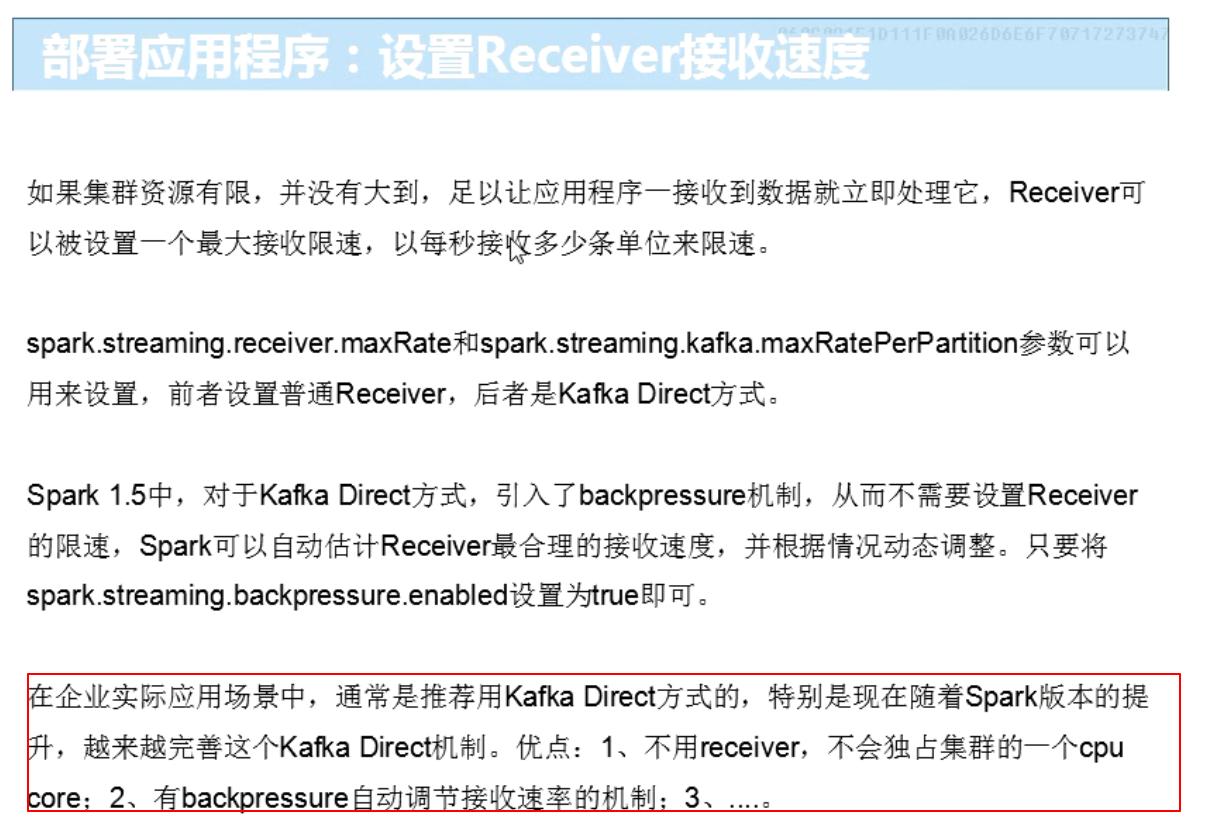 部署应用程序：设置Receiver接收速度
如果集群资源有限，并没有大到，足以让应用程序一接收到数据就立即处理它，Receiver可
以被设置一个最大接收限速，以每秒接收多少条单位来限速。
spark.streaming.receiver.maxRate和spark.streaming.kafka.maxRatePerPartition参数可以
用来设置，前者设置普通Receiver，后者是Kafka Direct方式。
Spark 1.5中，对于Kafka Direct方式，引入了backpressure机制，从而不需要设置Receiver
的限速，Spark可以自动估计Receiver最合理的接收速度，并根据情况动态调整。只要将
spark.streaming.backpressure.enabled设置为true即可。
在企业实际应用场景中，通常是推荐用Kafka Direct方式的，特别是现在随着Spark版本的提
升，越来越完善这个Kafka Direct机制。优点：1、不用receiver，不会独占集群的一个cpu
core；2、有backpressure自动调节接收速率的机制；3、....。